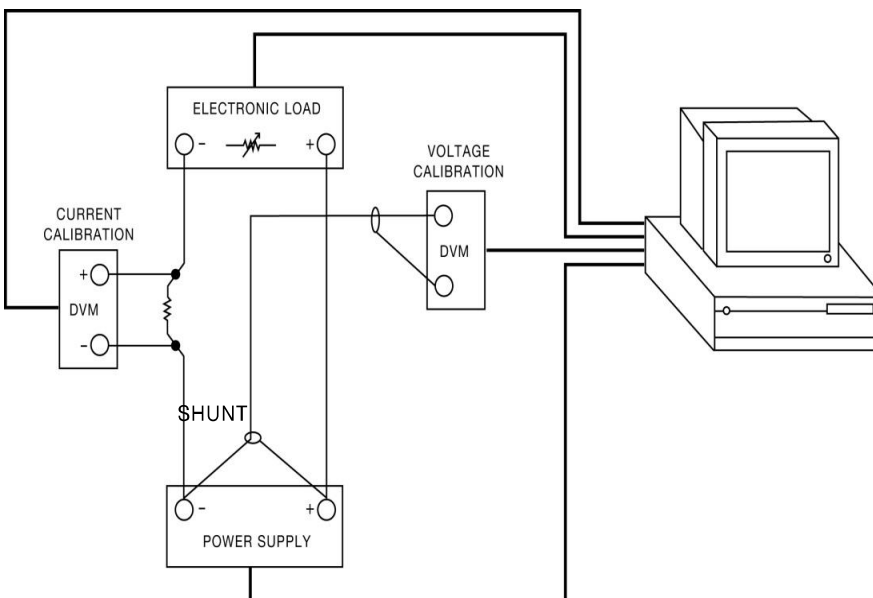 ELECTRONIC LOAD
- +
VOLTAGE
CALIBRATION
DVM
CURRENT
CALIBRATION
+
DVM
-
SHUNT
- +
POWER SUPPLY